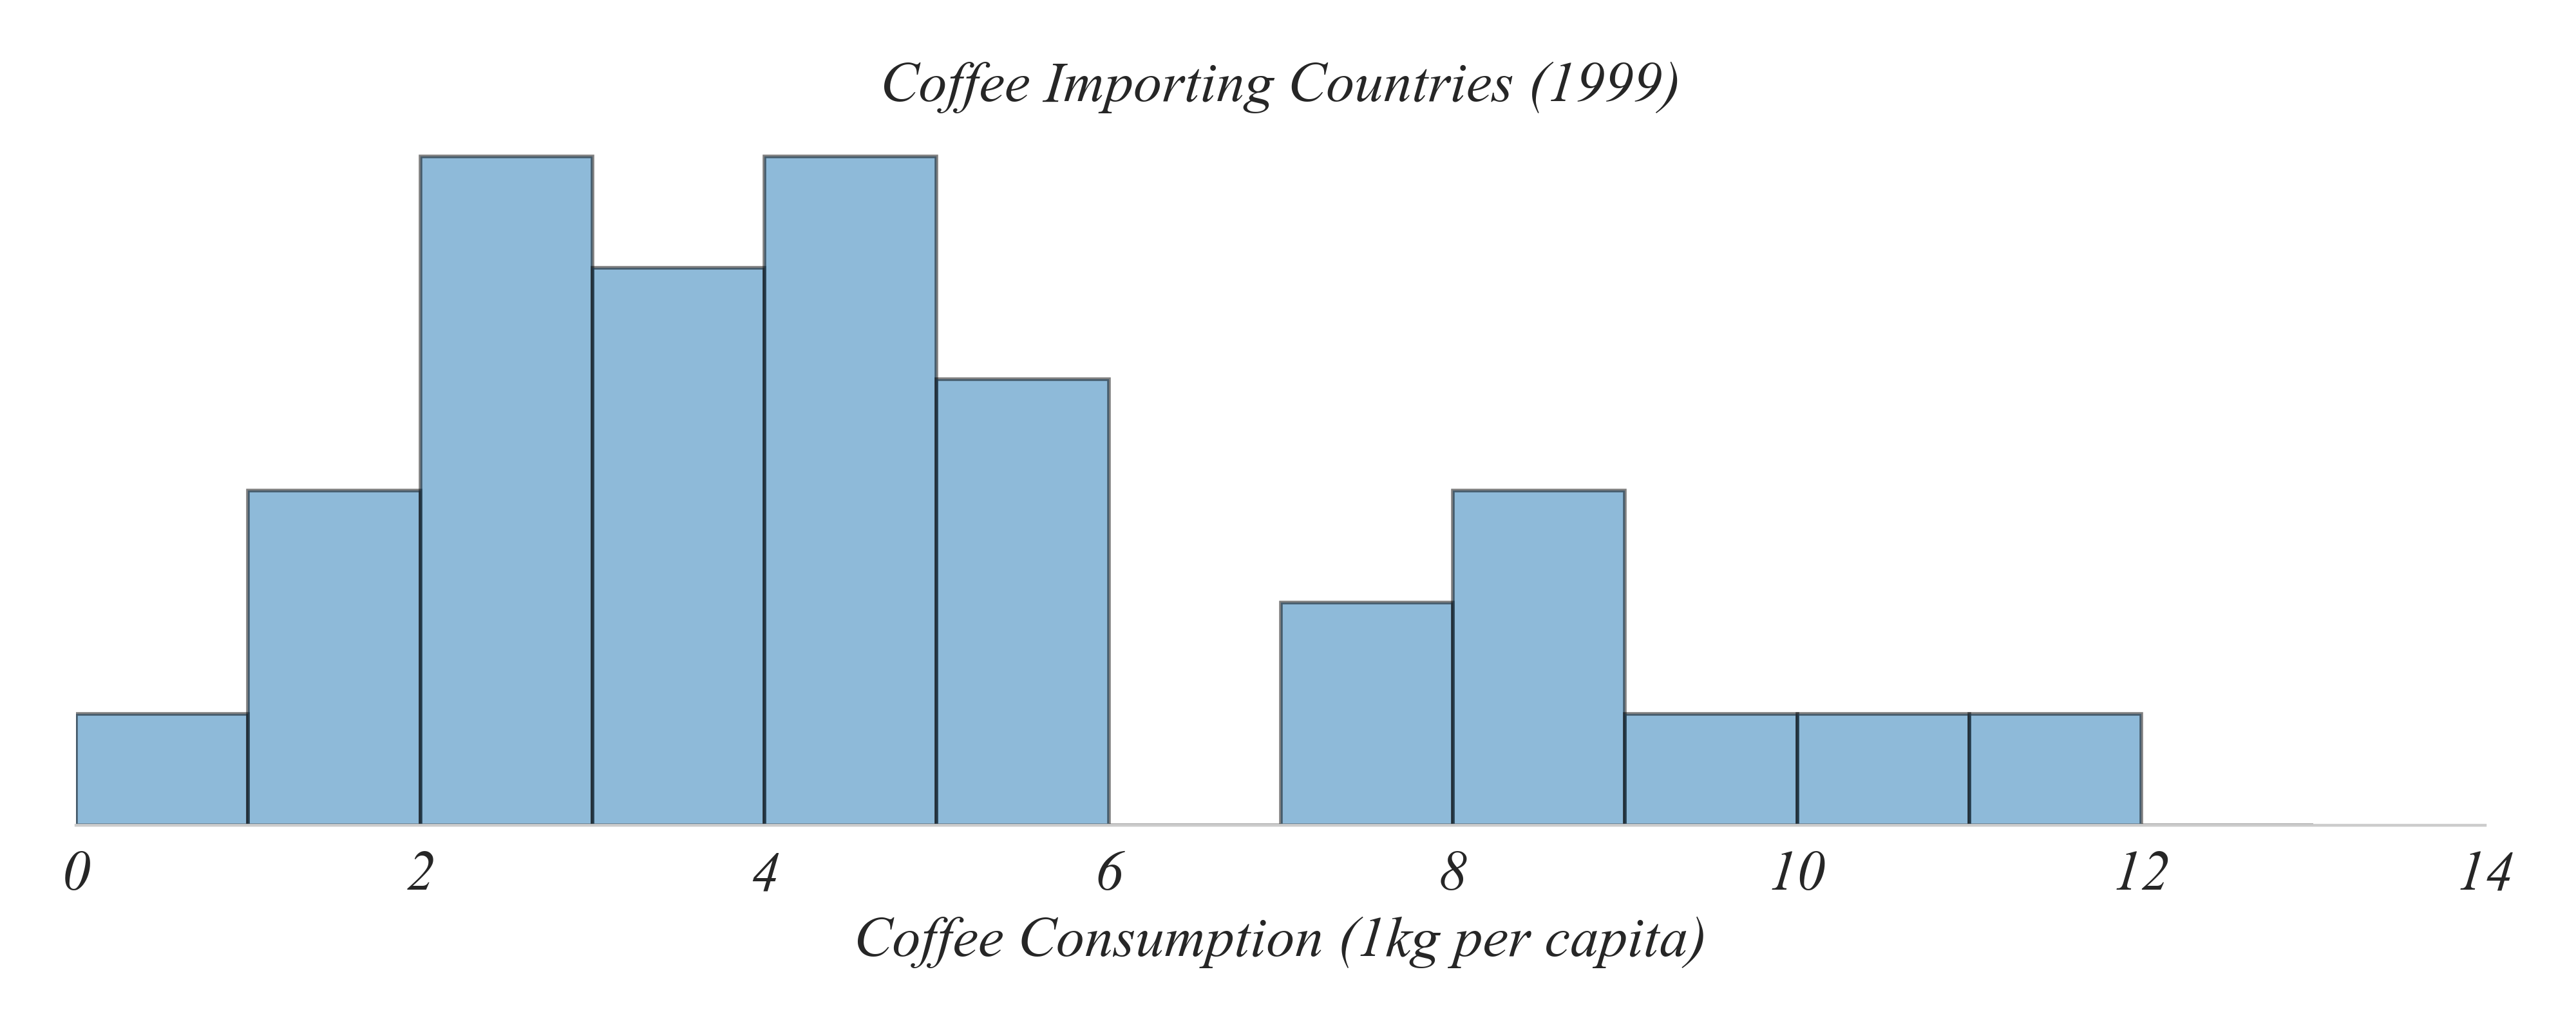 Coffee Importing Countries (1999)
0 2 4 6 8 10 12 14
Coffee Consumption (1kg per capita)